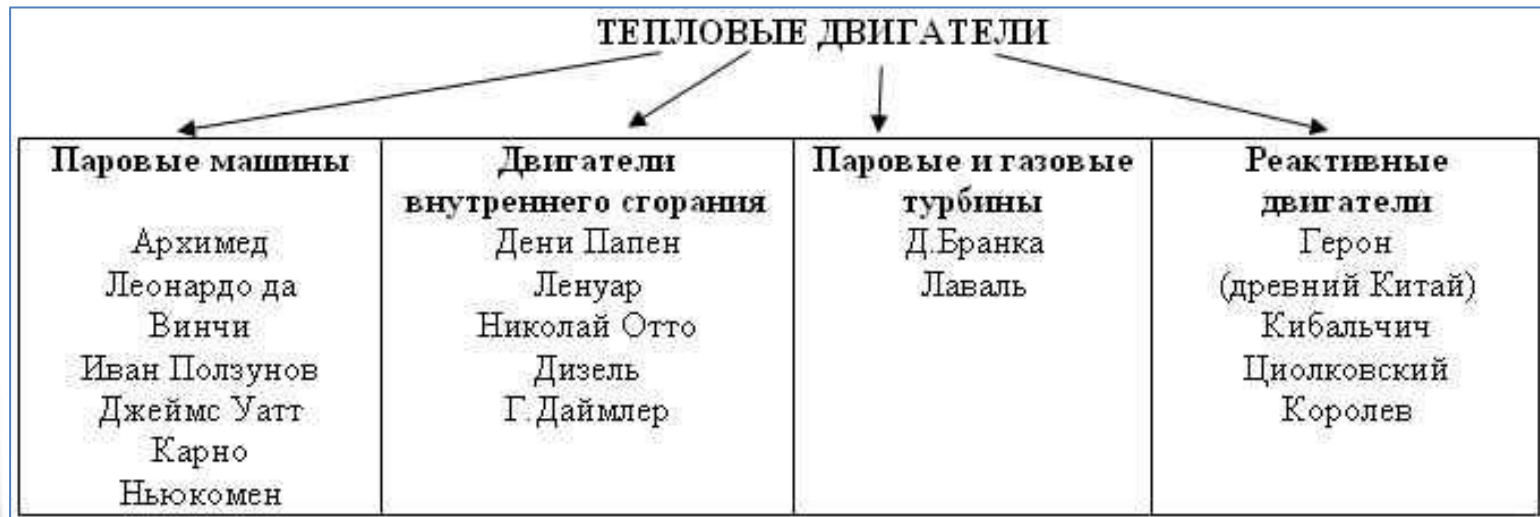 ТЕПЛОВЫЕ ДВИГАТЕЛИ
Паровые машины
Архимед
Леонардо да
Винчи
Иван Ползунов
Джеймс Уатт
Карно
Ньюкомен
Двигатели
внутреннего сгорания
Дени Папен
Ленуар
Николай Отто
Дизель
Г.Даймлер
Паровые и газовые
турбины
Д.Бранка
Лаваль
Реактивные
двигатели
Герон
(древний Китай)
Кибальчич
Циолковский
Королев